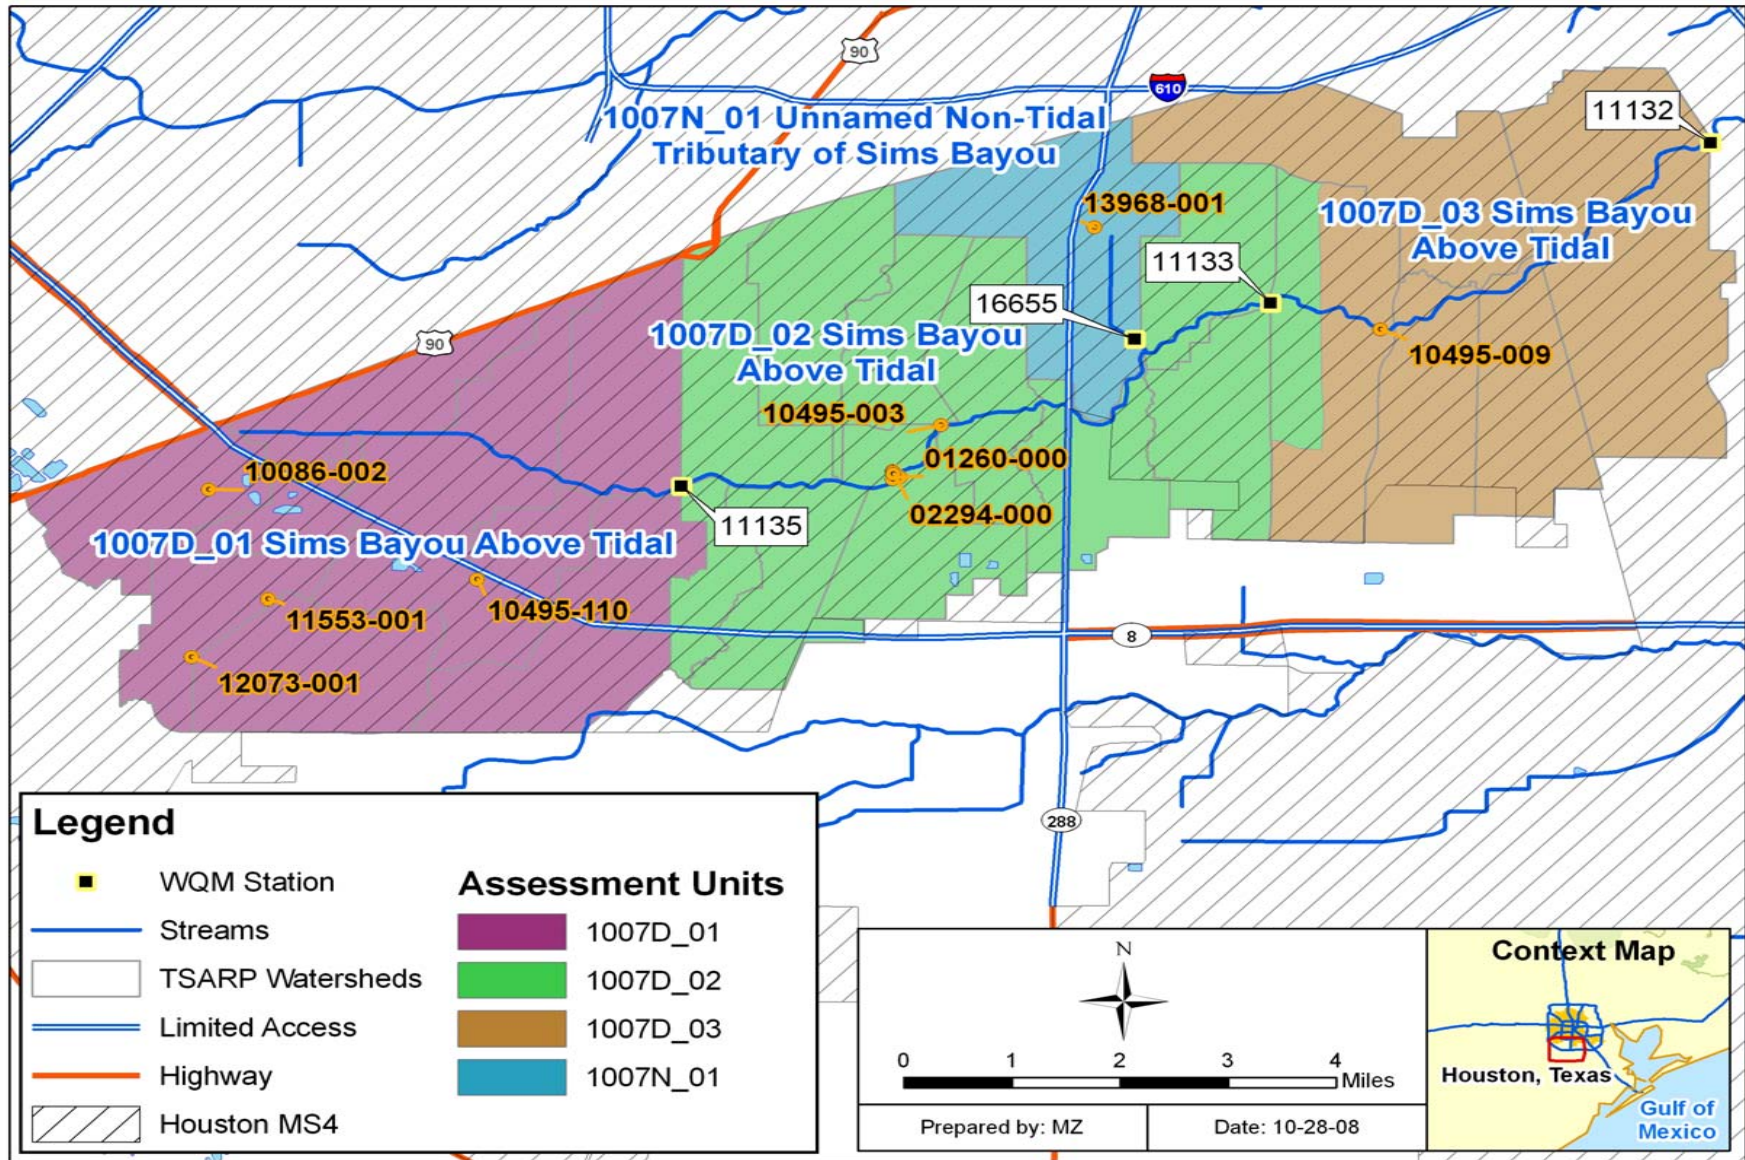 90
610
1007N_01 Unnamed Non-Tidal
Tributary of Sims Bayou
11132
13968-001
1007D_03 Sims Bayou
Above Tidal
11133
16655
90
1007D_02 Sims Bayou
Above Tidal
10495-009
10495-003
10086-002
01260-000
02294-000
11135
1007D_01 Sims Bayou Above Tidal
11553-001
10495-110
8
12073-001
288
Legend
WQM Station
Streams
TSARP Watersheds
Limited Access
Highway
Houston MS4
Assessment Units
1007D_01
1007D_02
1007D_03
1007N_01
N
0 1 2 3 4
Miles
Prepared by: MZ
Date: 10-28-08
Context Map
Houston, Texas
Gulf of
Mexico